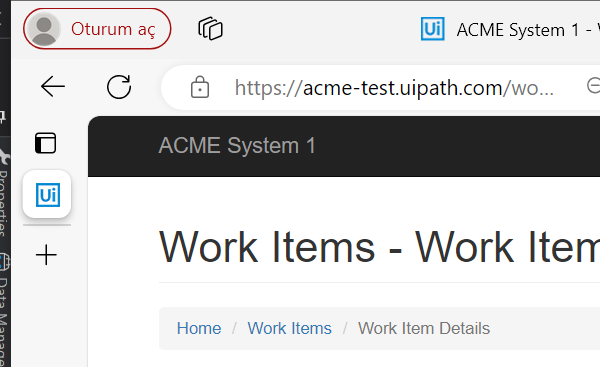 Oturum aç
Ui
ACME System 1 -
https://acme-test.uipath.com/wo...
ACME System 1
Ui
Properties
Data Manage
Work Items - Work Item
Home / Work Items / Work Item Details